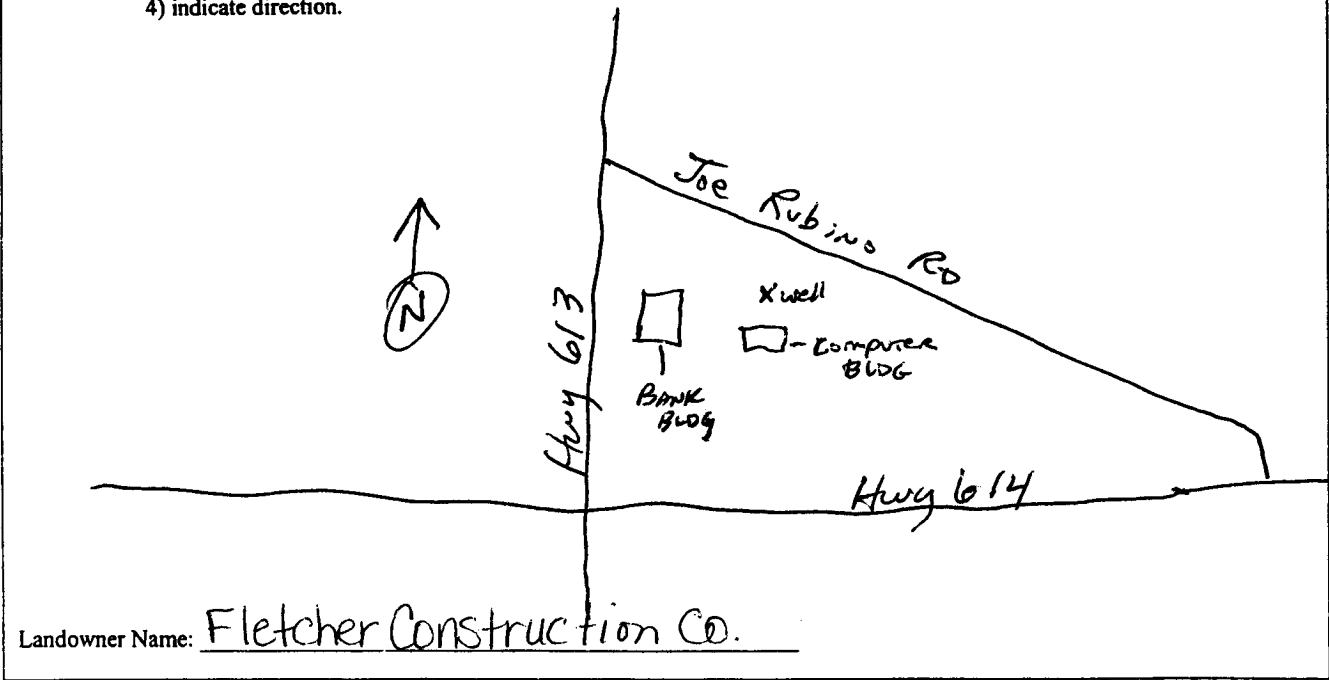 4) indicate direction.
Joe Rubino RD
N
X well
Hwy 613
- Computer
BLDG
BANK
BLDG
Hwy 614
Landowner Name: Fletcher Construction Co.